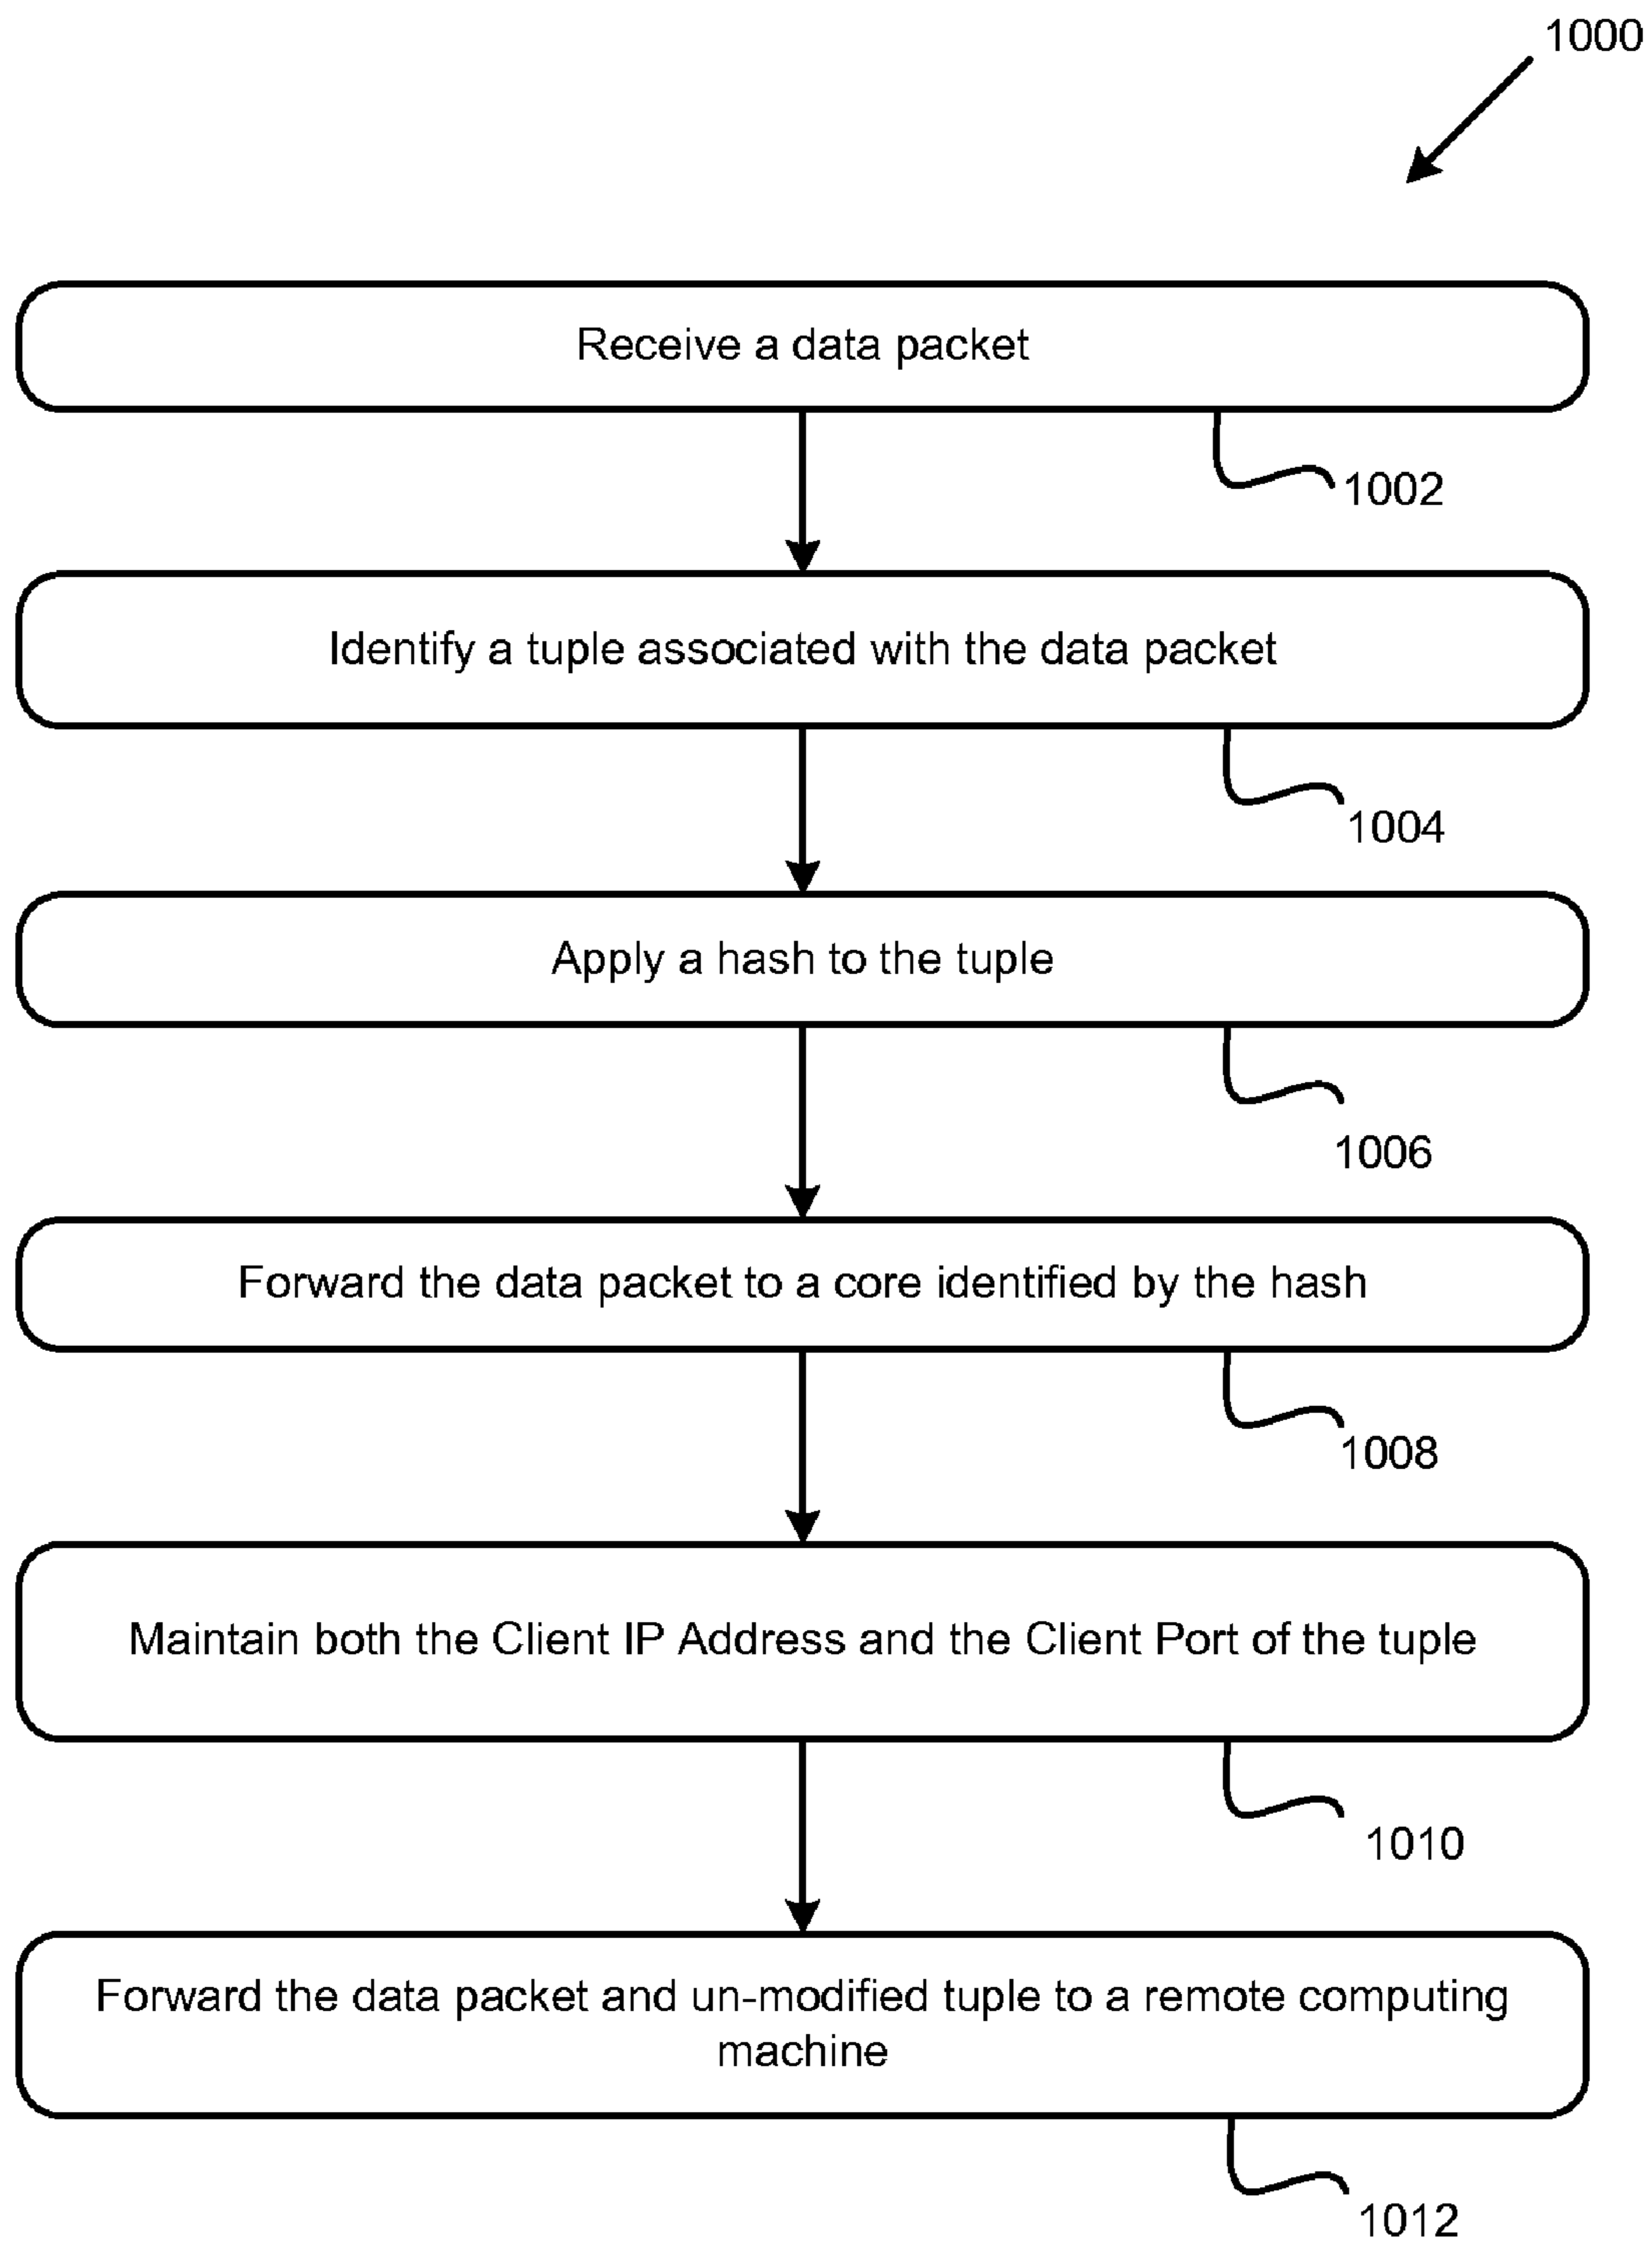 1000
Receive a data packet
1002
Identify a tuple associated with the data packet
1004
Apply a hash to the tuple
1006
Forward the data packet to a core identified by the hash
1008
Maintain both the Client IP Address and the Client Port of the tuple
1010
Forward the data packet and un-modified tuple to a remote computing
machine
1012